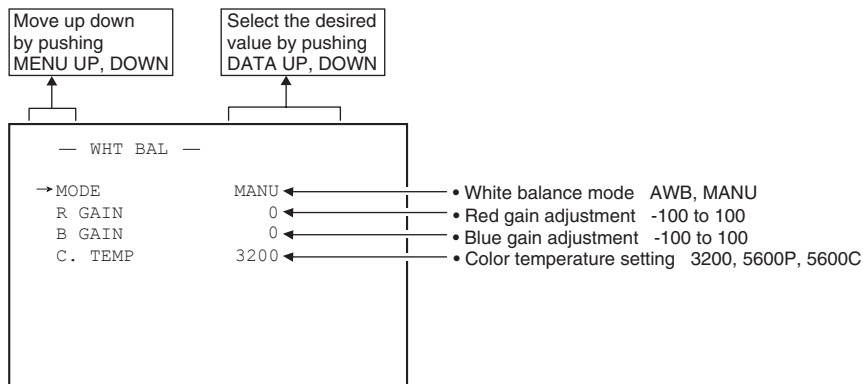 Move up down
by pushing
MENU UP, DOWN
Select the desired
value by pushing
DATA UP, DOWN
— WHT BAL —
→MODE MANU
R GAIN 0
B GAIN 0
C. TEMP 3200
• White balance mode AWB, MANU
• Red gain adjustment -100 to 100
• Blue gain adjustment -100 to 100
• Color temperature setting 3200, 5600P, 5600C